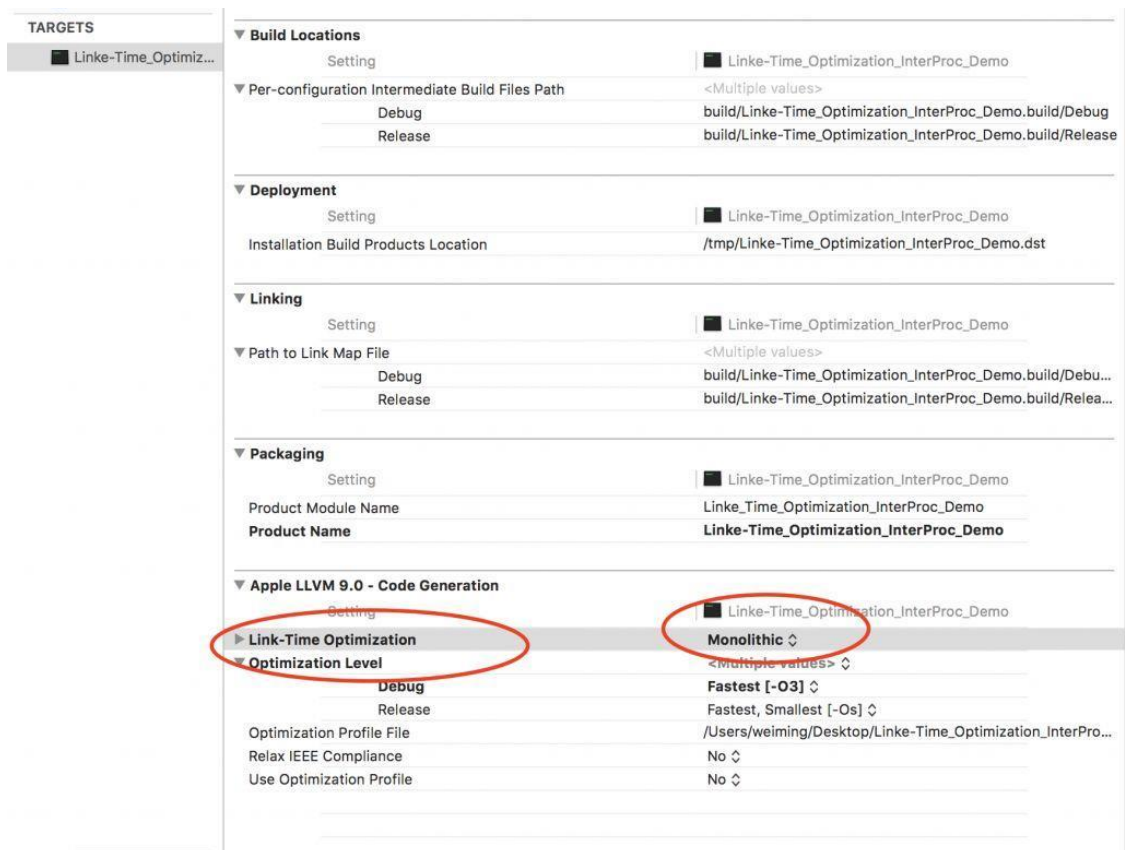 TARGETS
Linke-Time_Optimiz...
Build Locations
Setting Linke-Time_Optimization_InterProc_Demo
Per-configuration Intermediate Build Files Path <Multiple values>
Debug build/Linke-Time_Optimization_InterProc_Demo.build/Debug
Release build/Linke-Time_Optimization_InterProc_Demo.build/Release
Deployment
Setting Linke-Time_Optimization_InterProc_Demo
Installation Build Products Location /tmp/Linke-Time_Optimization_InterProc_Demo.dst
Linking
Setting Linke-Time_Optimization_InterProc_Demo
Path to Link Map File <Multiple values>
Debug build/Linke-Time_Optimization_InterProc_Demo.build/Debu...
Release build/Linke-Time_Optimization_InterProc_Demo.build/Relea...
Packaging
Setting Linke-Time_Optimization_InterProc_Demo
Product Module Name Linke_Time_Optimization_InterProc_Demo
Product Name Linke-Time_Optimization_InterProc_Demo
Apple LLVM 9.0 - Code Generation
Setting Linke-Time_Optimization_InterProc_Demo
Link-Time Optimization Monolithic
Optimization Level <Multiple values>
Debug Fastest [-O3]
Release Fastest, Smallest [-Os]
Optimization Profile File /Users/weiming/Desktop/Linke-Time_Optimization_InterPro...
Relax IEEE Compliance No
Use Optimization Profile No